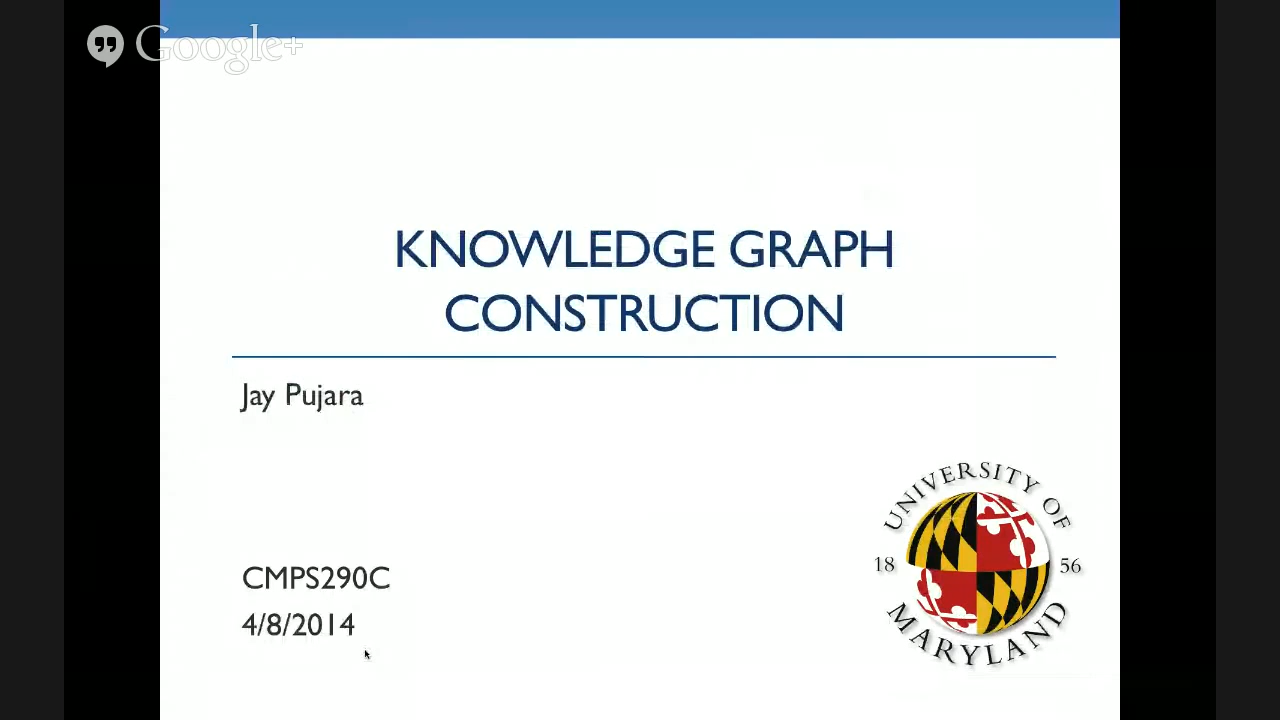 Google+
KNOWLEDGE GRAPH
CONSTRUCTION
Jay Pujara
UNIVERSITY OF
18 56
MARYLAND
CMPS290C
4/8/2014